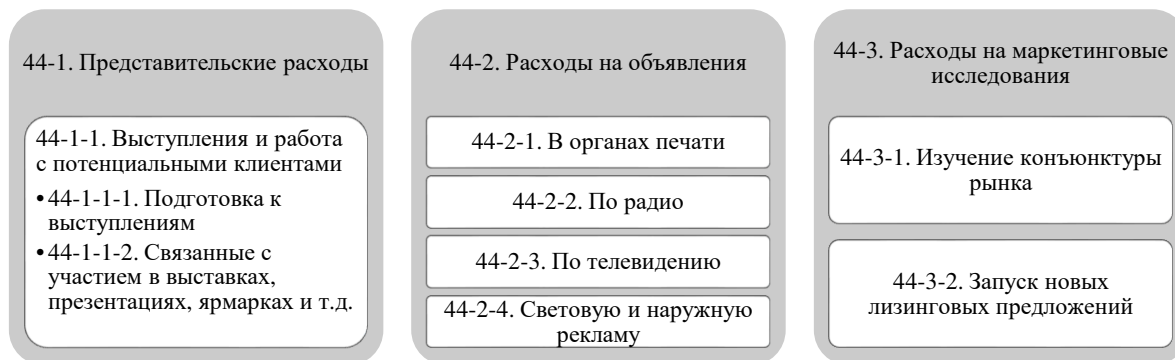 44-1. Представительские расходы
44-1-1. Выступления и работа
с потенциальными клиентами
•44-1-1-1. Подготовка к
выступлениям
•44-1-1-2. Связанные с
участием в выставках,
презентациях, ярмарках и т.д.
44-2. Расходы на объявления
44-2-1. В органах печати
44-2-2. По радио
44-2-3. По телевидению
44-2-4. Световую и наружную
рекламу
44-3. Расходы на маркетинговые
исследования
44-3-1. Изучение конъюнктуры
рынка
44-3-2. Запуск новых
лизинговых предложений